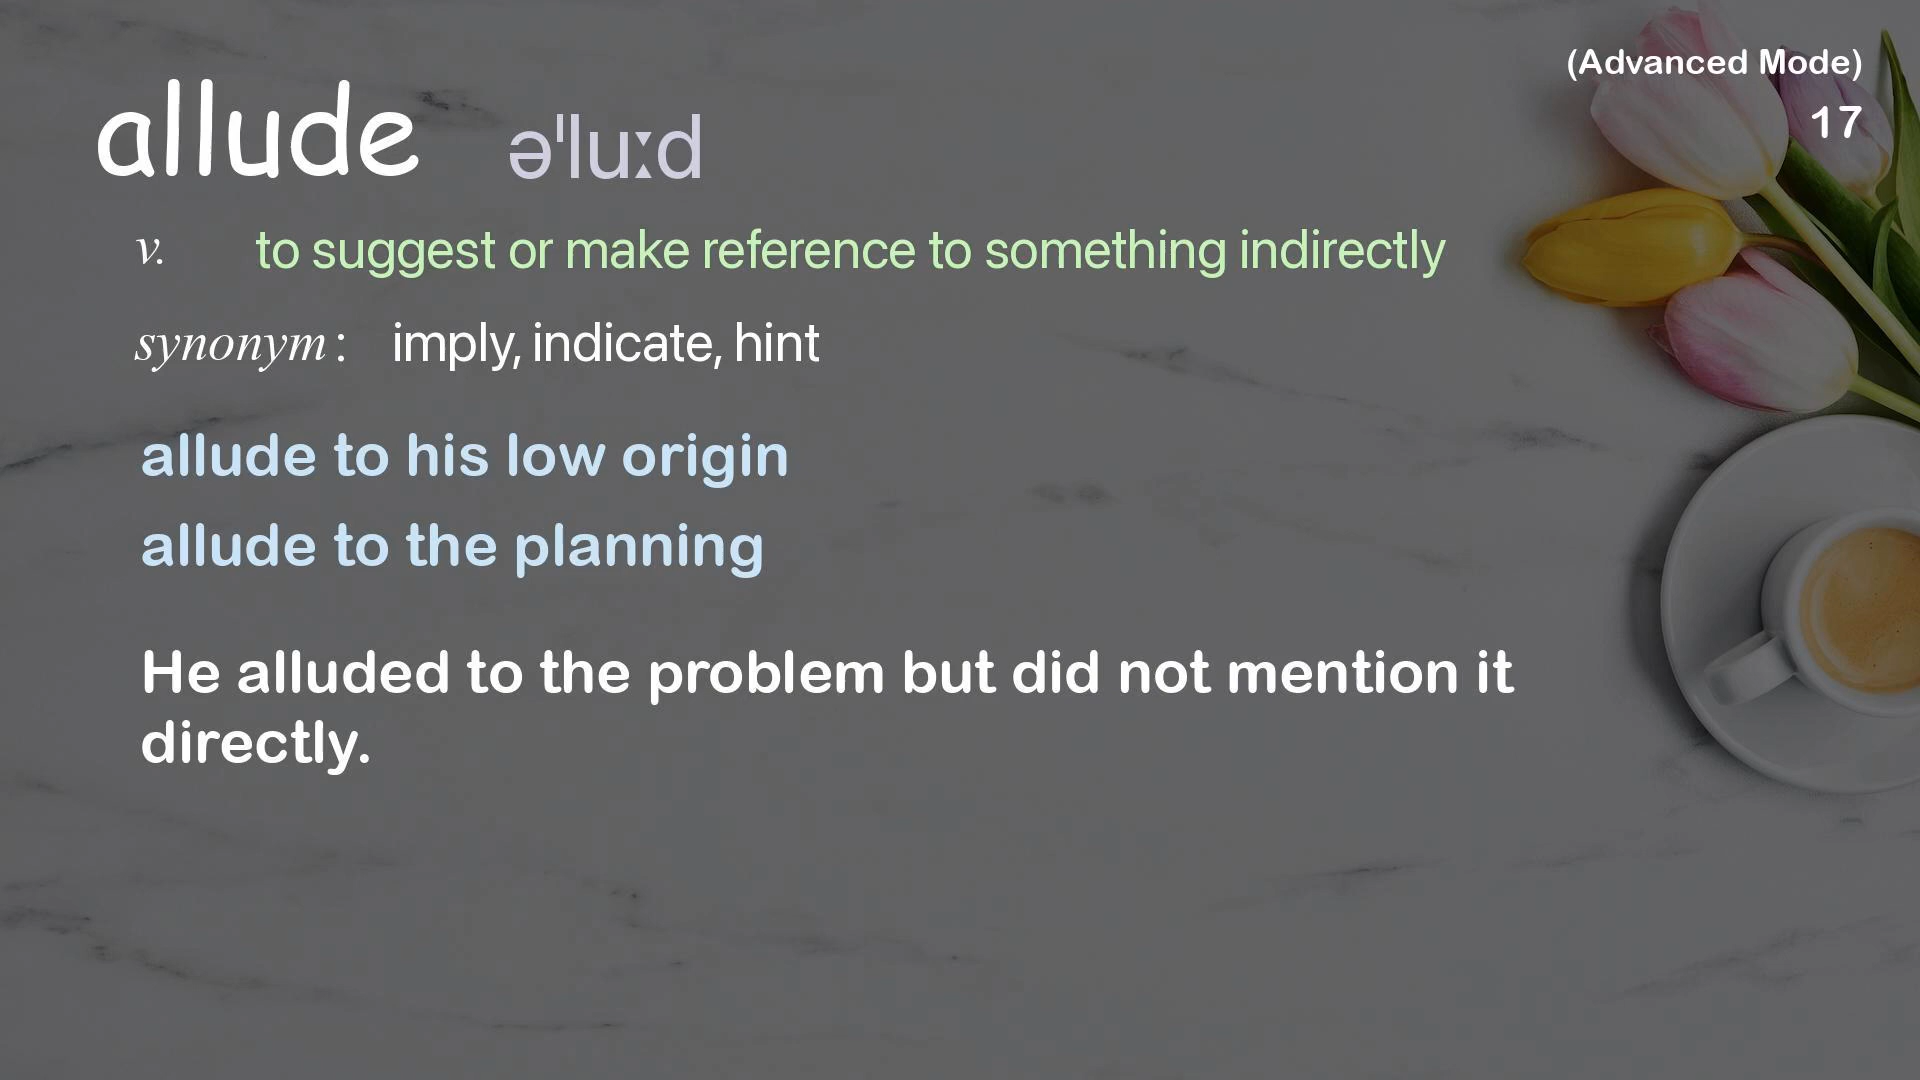 (Advanced Mode)
17
allude əˈluːd
v. to suggest or make reference to something indirectly
synonym : imply, indicate, hint
allude to his low origin
allude to the planning
He alluded to the problem but did not mention it
directly.